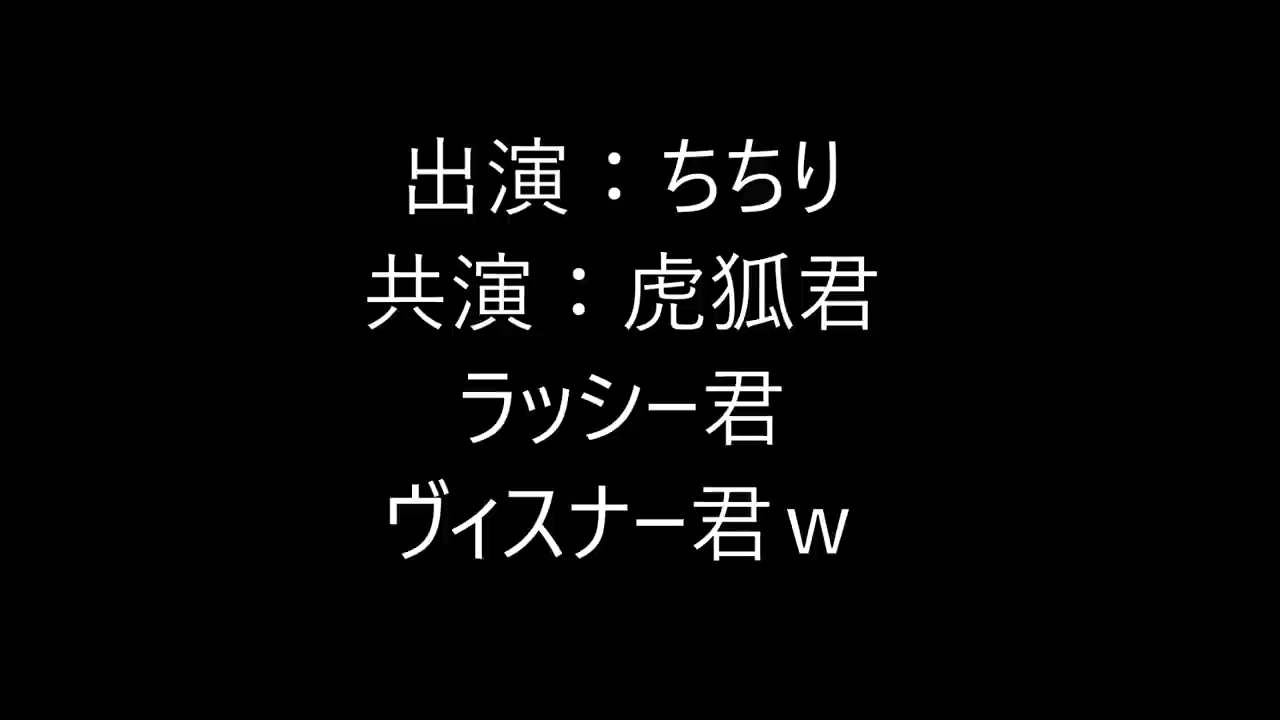 出演：ちちり
共演：虎狐君
ラッシー君
ヴィスナー君ｗ